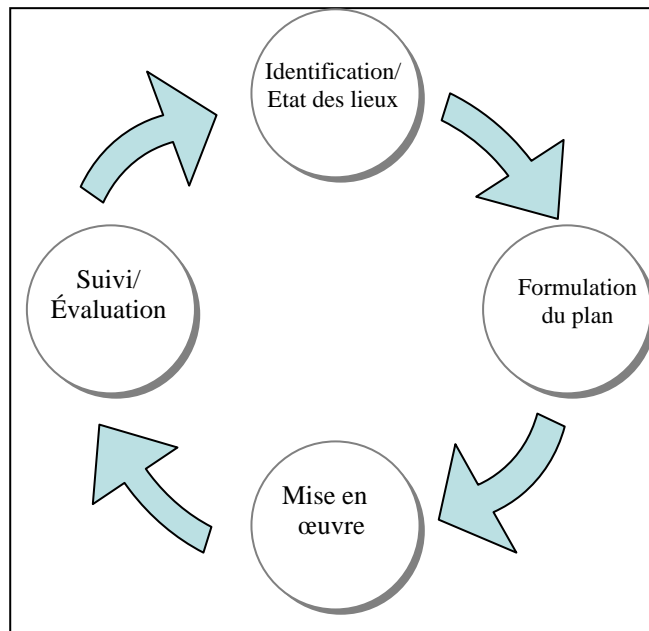 Identification/
Etat des lieux
Formulation
du plan
Mise en
œuvre
Suivi/
Évaluation